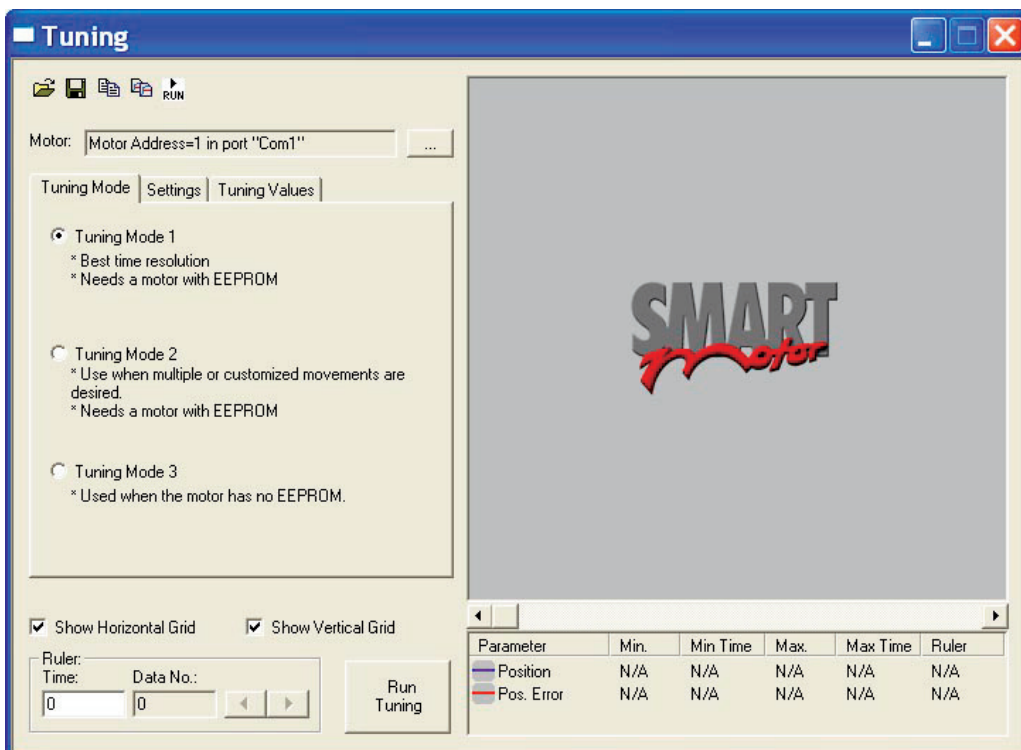 Tuning
RUN
Motor: Motor Address=1 in port "Com1" ...
Tuning Mode Settings Tuning Values
Tuning Mode 1
* Best time resolution
* Needs a motor with EEPROM
Tuning Mode 2
* Use when multiple or customized movements are
desired.
* Needs a motor with EEPROM
Tuning Mode 3
* Used when the motor has no EEPROM.
Show Horizontal Grid Show Vertical Grid
Ruler:
Time: Data No.:
0 0
Run
Tuning
SMART
motor
Parameter Min. Min Time Max. Max Time Ruler
Position N/A N/A N/A N/A N/A
Pos. Error N/A N/A N/A N/A N/A